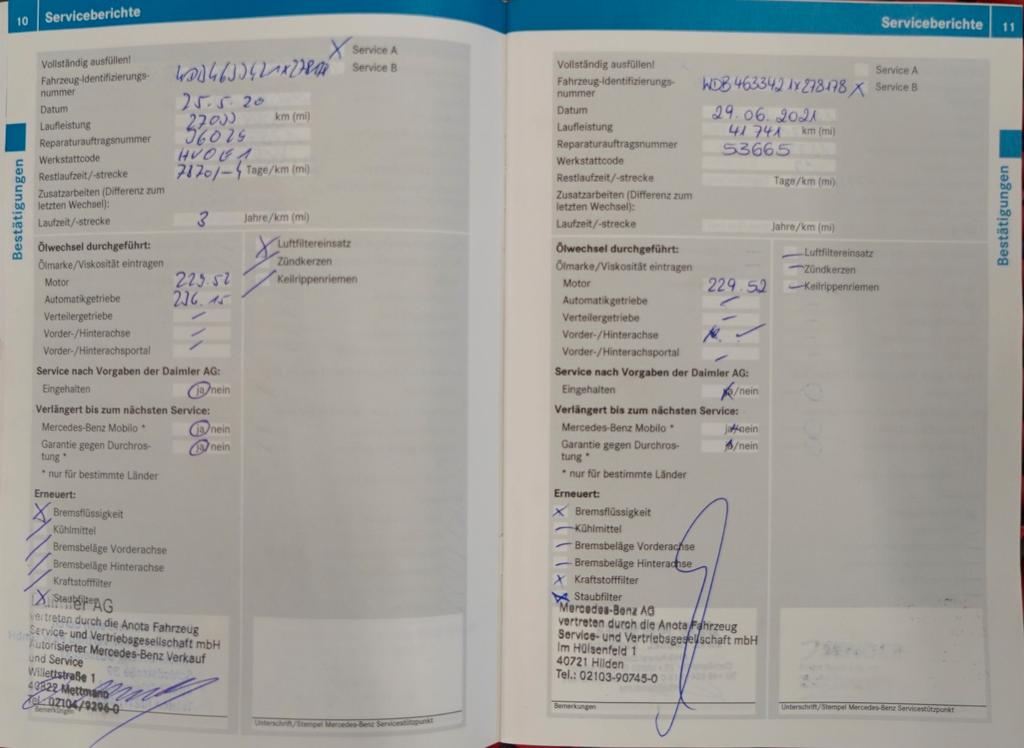 10 Serviceberichte
Vollständig ausfüllen!
X Service A
Service B
Fahrzeug-Identifizierungs-
nummer
Datum 25.5.20
Laufleistung km (mi)
Reparaturauftragsnummer
Werkstattcode
Restlaufzeit/-strecke Tage/km (mi)
Zusatzarbeiten (Differenz zum
letzten Wechsel):
Laufzeit/-strecke 3 Jahre/km (mi)
Ölwechsel durchgeführt:
Ölmarke/Viskosität eintragen
Motor 229.52
Automatikgetriebe 236.15
Verteilergetriebe –
Vorder-/Hinterachse –
Vorder-/Hinterachsportal –
X Luftfiltereinsatz
Zündkerzen
Keilrippenriemen
Service nach Vorgaben der Daimler AG:
Eingehalten ja/nein
Verlängert bis zum nächsten Service:
Mercedes-Benz Mobilo * ja/nein
Garantie gegen Durchros-
tung * ja/nein
* nur für bestimmte Länder
Erneuert:
X Bremsflüssigkeit
Kühlmittel
Bremsbeläge Vorderachse
Bremsbeläge Hinterachse
Kraftstofffilter
X Staubfilter
Daimler AG
vertreten durch die Anota Fahrzeug
Service- und Vertriebsgesellschaft mbH
Autorisierter Mercedes-Benz Verkauf
und Service
Willettstraße 1
40822 Mettmann
Tel. 02104/9296-0
Bemerkungen
Unterschrift/Stempel Mercedes-Benz Servicestützpunkt
Bestätigungen
Serviceberichte 11
Vollständig ausfüllen!
Service A
X Service B
Fahrzeug-Identifizierungs-
nummer WDB4633421X278178
Datum 29.06.2021
Laufleistung 41741 km (mi)
Reparaturauftragsnummer 53665
Werkstattcode
Restlaufzeit/-strecke Tage/km (mi)
Zusatzarbeiten (Differenz zum
letzten Wechsel):
Laufzeit/-strecke Jahre/km (mi)
Ölwechsel durchgeführt:
Ölmarke/Viskosität eintragen
Motor 229.52
Automatikgetriebe –
Verteilergetriebe –
Vorder-/Hinterachse ✓
Vorder-/Hinterachsportal –
Luftfiltereinsatz
Zündkerzen
Keilrippenriemen
Service nach Vorgaben der Daimler AG:
Eingehalten ja/nein
Verlängert bis zum nächsten Service:
Mercedes-Benz Mobilo * ja/nein
Garantie gegen Durchros-
tung * ja/nein
* nur für bestimmte Länder
Erneuert:
X Bremsflüssigkeit
Kühlmittel
Bremsbeläge Vorderachse
Bremsbeläge Hinterachse
X Kraftstofffilter
X Staubfilter
Mercedes-Benz AG
vertreten durch die Anota Fahrzeug
Service- und Vertriebsgesellschaft mbH
Im Hülsenfeld 1
40721 Hilden
Tel.: 02103-90745-0
Bemerkungen
Unterschrift/Stempel Mercedes-Benz Servicestützpunkt
Bestätigungen